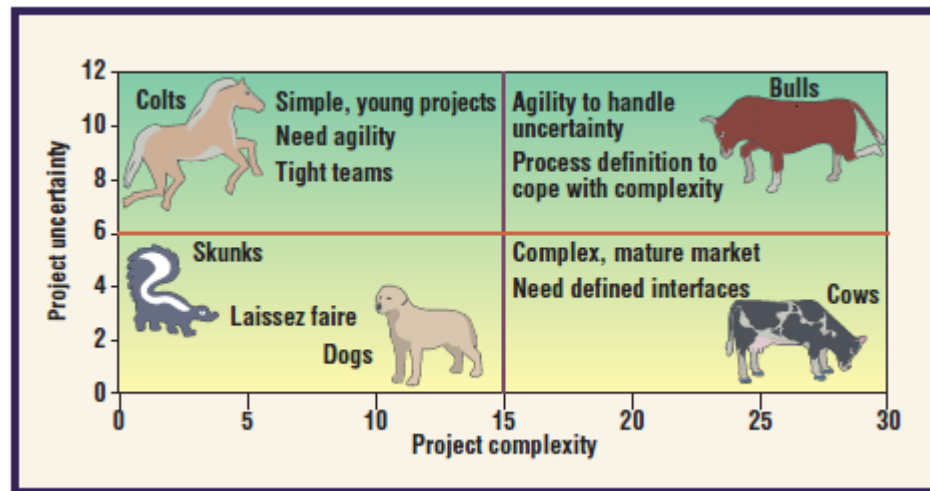 Project uncertainty
12
10
8
6
4
2
0
Colts
Simple, young projects
Need agility
Tight teams
Bulls
Agility to handle
uncertainty
Process definition to
cope with complexity
Skunks
Laissez faire
Dogs
Complex, mature market
Need defined interfaces
Cows
0
5
10
15
20
25
30
Project complexity